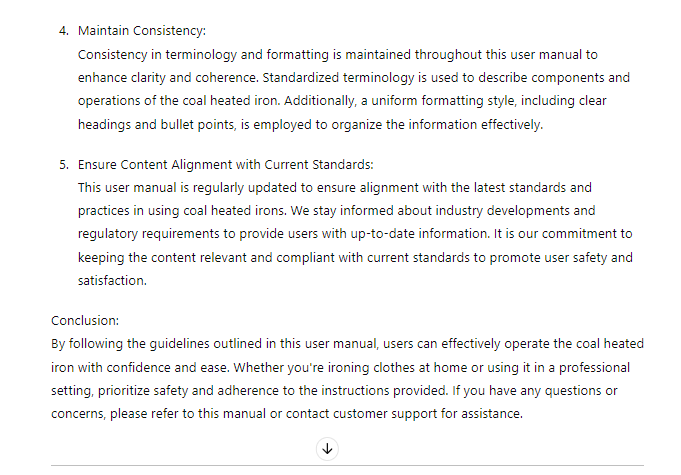 4. Maintain Consistency:
Consistency in terminology and formatting is maintained throughout this user manual to
enhance clarity and coherence. Standardized terminology is used to describe components and
operations of the coal heated iron. Additionally, a uniform formatting style, including clear
headings and bullet points, is employed to organize the information effectively.
5. Ensure Content Alignment with Current Standards:
This user manual is regularly updated to ensure alignment with the latest standards and
practices in using coal heated irons. We stay informed about industry developments and
regulatory requirements to provide users with up-to-date information. It is our commitment to
keeping the content relevant and compliant with current standards to promote user safety and
satisfaction.
Conclusion:
By following the guidelines outlined in this user manual, users can effectively operate the coal heated
iron with confidence and ease. Whether you're ironing clothes at home or using it in a professional
setting, prioritize safety and adherence to the instructions provided. If you have any questions or
concerns, please refer to this manual or contact customer support for assistance.